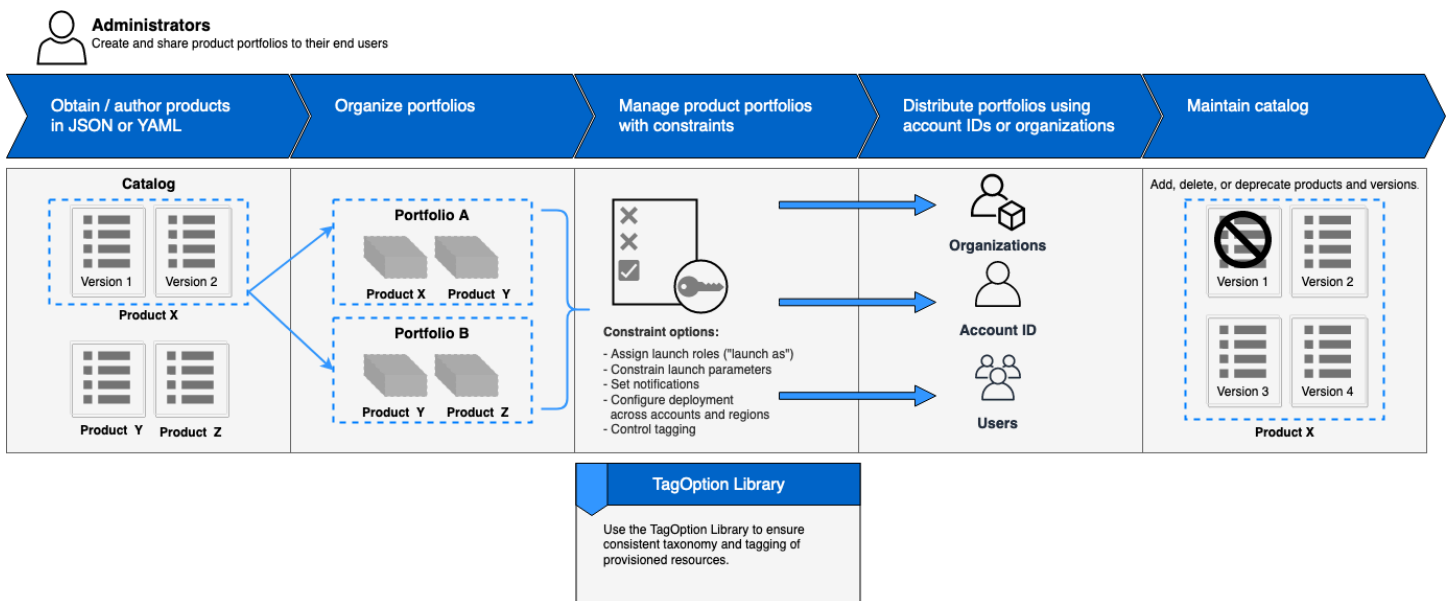 Administrators
Create and share product portfolios to their end users
Obtain / author products
in JSON or YAML
Organize portfolios
Manage product portfolios
with constraints
Distribute portfolios using
account IDs or organizations
Maintain catalog
Catalog
Version 1
Version 2
Product X
Product Y
Product Z
Portfolio A
Product X
Product Y
Portfolio B
Product Y
Product Z
Constraint options:
- Assign launch roles ("launch as")
- Constrain launch parameters
- Set notifications
- Configure deployment
across accounts and regions
- Control tagging
Organizations
Account ID
Users
Add, delete, or deprecate products and versions.
Version 1
Version 2
Version 3
Version 4
Product X
TagOption Library
Use the TagOption Library to ensure
consistent taxonomy and tagging of
provisioned resources.